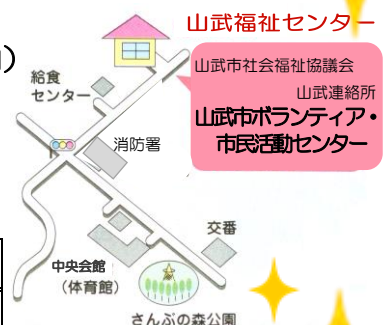 山武福祉センター
)
山武市社会福祉協議会
山武連絡所
山武市ボランティア・
市民活動センター
給食
センター
消防署
交番
中央会館
（体育館）
さんぶの森公園